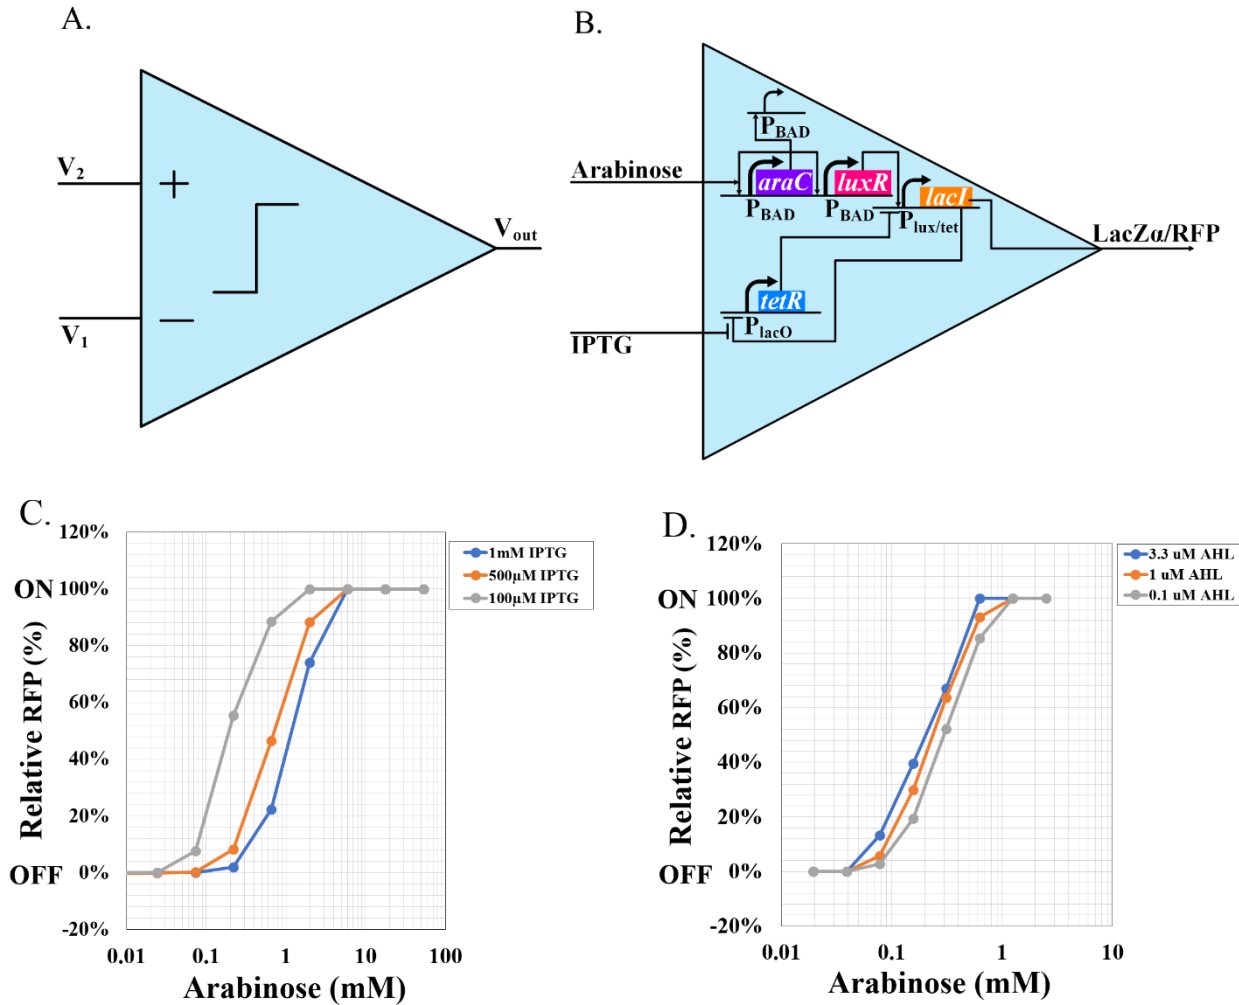 A.
V2
V1
Vout
B.
Arabinose
PBAD
araC
luxR
lacI
PBAD
PBAD
Plux/tet
LacZα/RFP
tetR
PlacO
IPTG
C.
120%
ON
100%
80%
60%
40%
20%
OFF
0%
-20%
Relative RFP (%)
0.01
0.1
1
10
100
Arabinose (mM)
1mM IPTG
500µM IPTG
100µM IPTG
D.
120%
ON
100%
80%
60%
40%
20%
OFF
0%
-20%
Relative RFP (%)
0.01
0.1
1
10
Arabinose (mM)
3.3 uM AHL
1 uM AHL
0.1 uM AHL